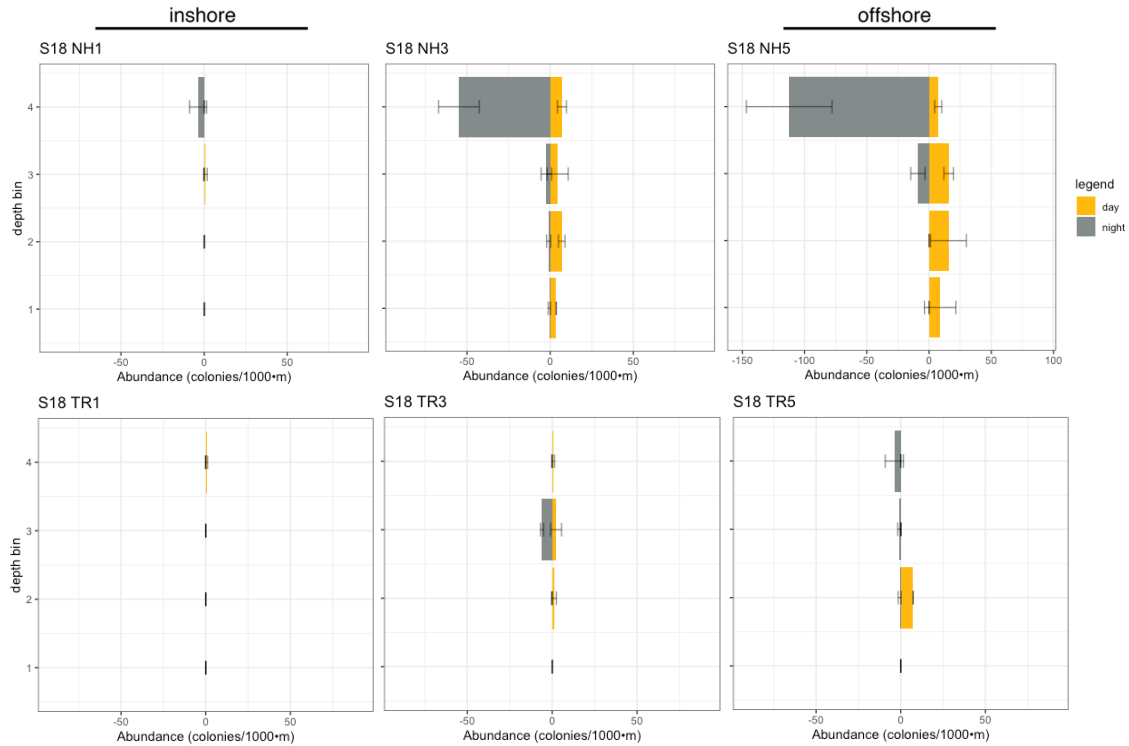 inshore
offshore
S18 NH1
S18 NH3
S18 NH5
depth bin
4
3
2
1
-50
0
50
-50
0
50
-150
-100
-50
0
50
100
Abundance (colonies/1000•m)
Abundance (colonies/1000•m)
Abundance (colonies/1000•m)
legend
day
night
S18 TR1
S18 TR3
S18 TR5
depth bin
4
3
2
1
-50
0
50
-50
0
50
-50
0
50
Abundance (colonies/1000•m)
Abundance (colonies/1000•m)
Abundance (colonies/1000•m)